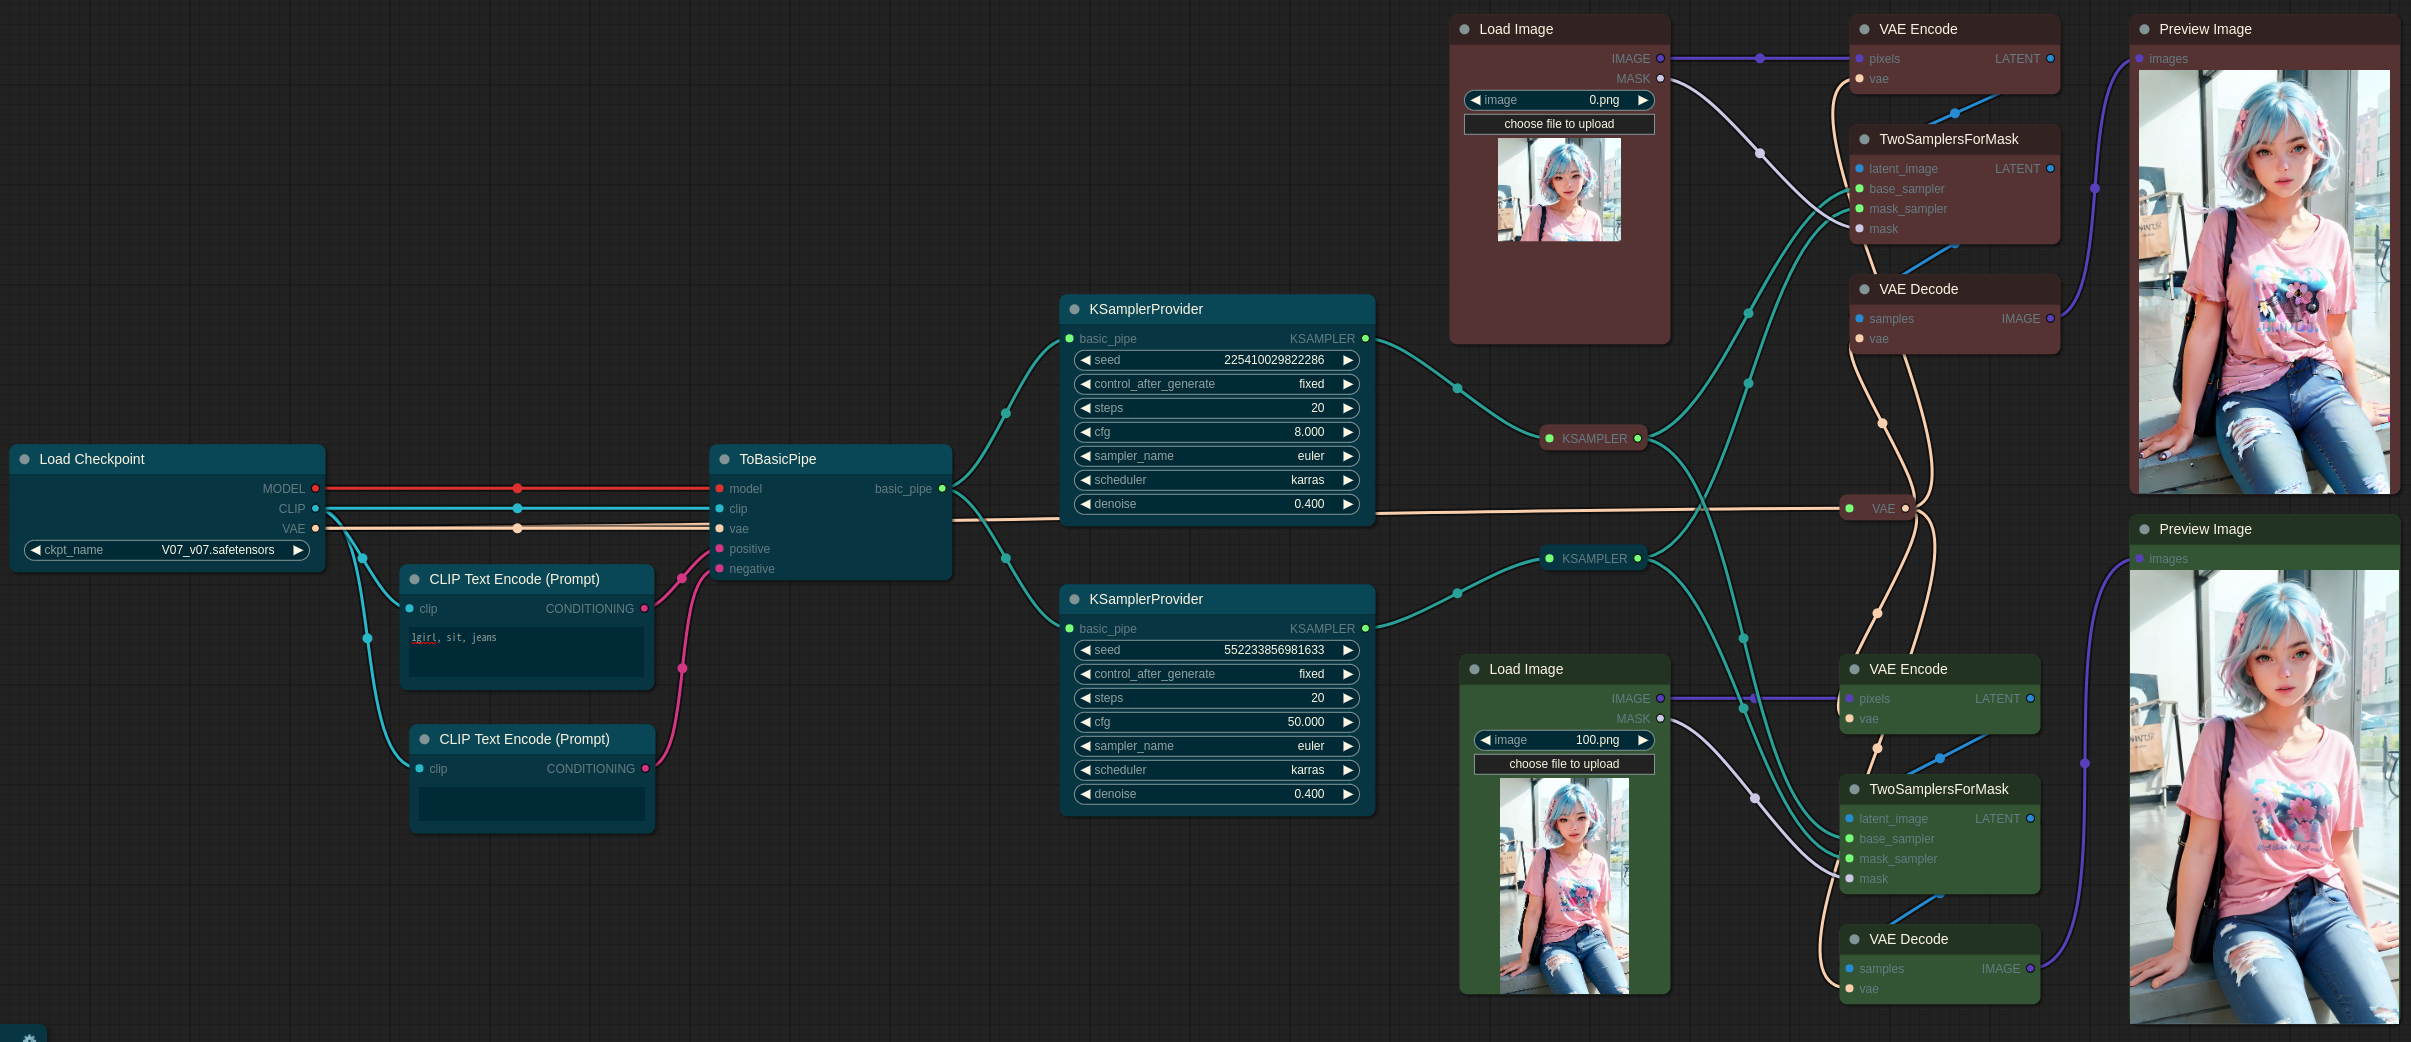 Load Checkpoint
MODEL
CLIP
VAE
ckpt_name V07_v07.safetensors
CLIP Text Encode (Prompt)
clip CONDITIONING
1girl, sit, jeans
CLIP Text Encode (Prompt)
clip CONDITIONING
ToBasicPipe
model basic_pipe
clip
vae
positive
negative
KSamplerProvider
basic_pipe KSAMPLER
seed 225410029822286
control_after_generate fixed
steps 20
cfg 8.000
sampler_name euler
scheduler karras
denoise 0.400
KSamplerProvider
basic_pipe KSAMPLER
seed 552233856981633
control_after_generate fixed
steps 20
cfg 50.000
sampler_name euler
scheduler karras
denoise 0.400
Load Image
IMAGE
MASK
image 0.png
choose file to upload
KSAMPLER
KSAMPLER
VAE
Load Image
IMAGE
MASK
image 100.png
choose file to upload
VAE Encode
pixels LATENT
vae
TwoSamplersForMask
latent_image LATENT
base_sampler
mask_sampler
mask
VAE Decode
samples IMAGE
vae
VAE Encode
pixels LATENT
vae
TwoSamplersForMask
latent_image LATENT
base_sampler
mask_sampler
mask
VAE Decode
samples IMAGE
vae
Preview Image
images
Preview Image
images